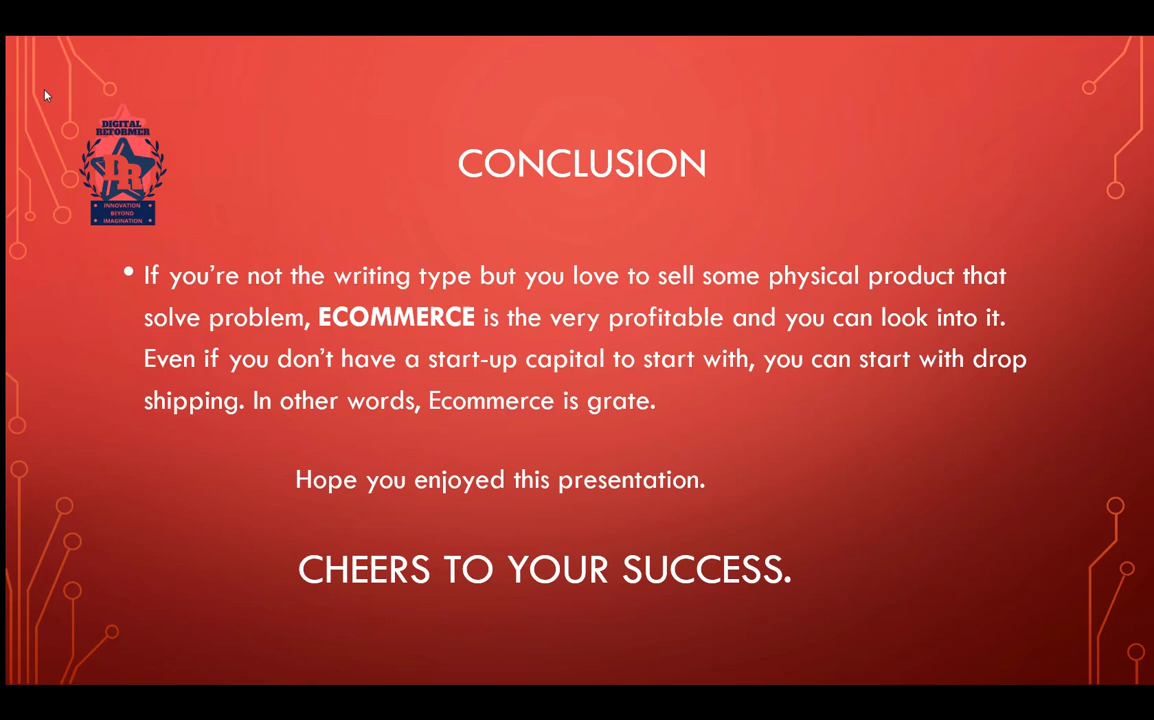 DIGITAL
REFORMER
DR
INNOVATION
BEYOND
IMAGINATION
CONCLUSION
• If you’re not the writing type but you love to sell some physical product that
solve problem, ECOMMERCE is the very profitable and you can look into it.
Even if you don’t have a start-up capital to start with, you can start with drop
shipping. In other words, Ecommerce is grate.
Hope you enjoyed this presentation.
CHEERS TO YOUR SUCCESS.